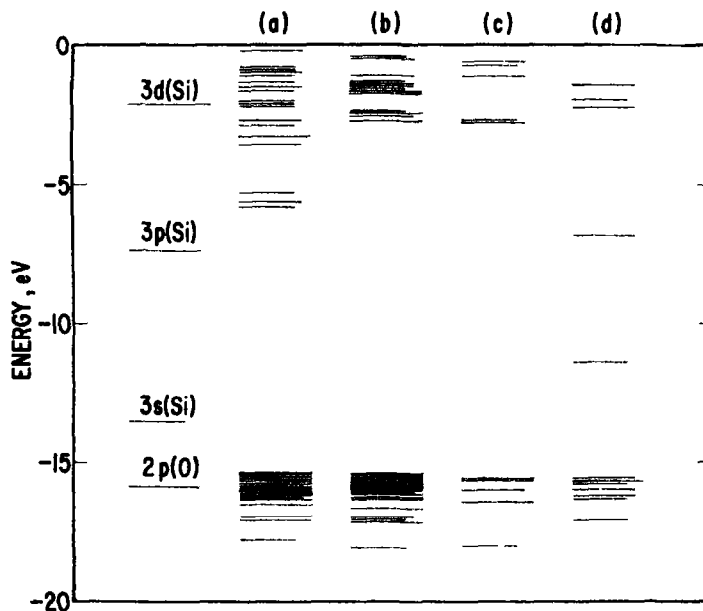 (a) (b) (c) (d)
0
3d(Si)
-5
3p(Si)
ENERGY, eV
-10
3s(Si)
2p(O)
-15
-20